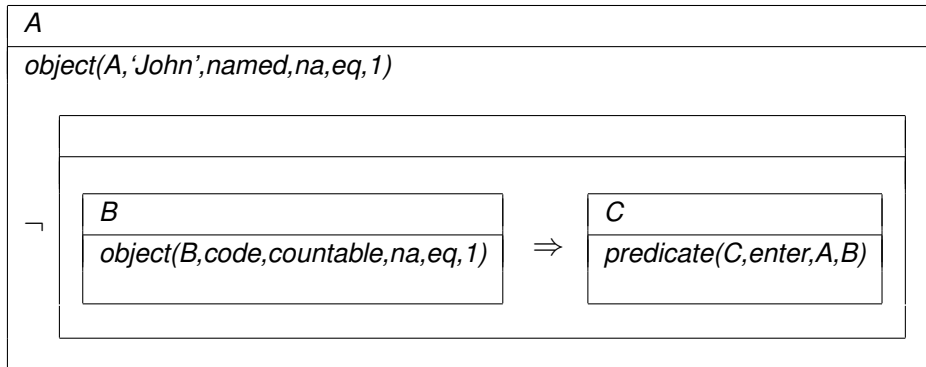 A
object(A,‘John’,named,na,eq,1)
¬
B
object(B,code,countable,na,eq,1)
⇒
C
predicate(C,enter,A,B)